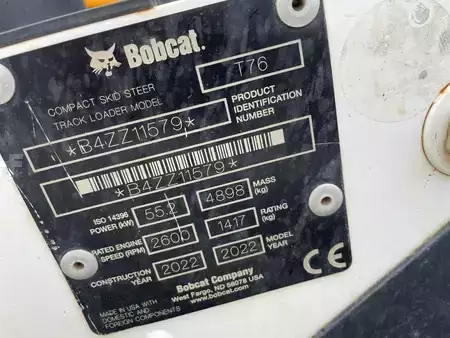 Bobcat.
COMPACT SKID STEER
TRACK LOADER MODEL
T76
*B4ZZ11579*
PRODUCT
IDENTIFICATION
NUMBER
*B4ZZ11579*
ISO 14396
POWER (KW)
55.2
4898
MASS
(kg)
RATED ENGINE
SPEED (RPM)
2600
1417
RATING
(kg)
CONSTRUCTION
YEAR
2022
2022
MODEL
YEAR
MADE IN USA WITH
DOMESTIC AND
FOREIGN COMPONENTS
Bobcat Company
West Fargo, ND 58078 USA
www.bobcat.com
CE